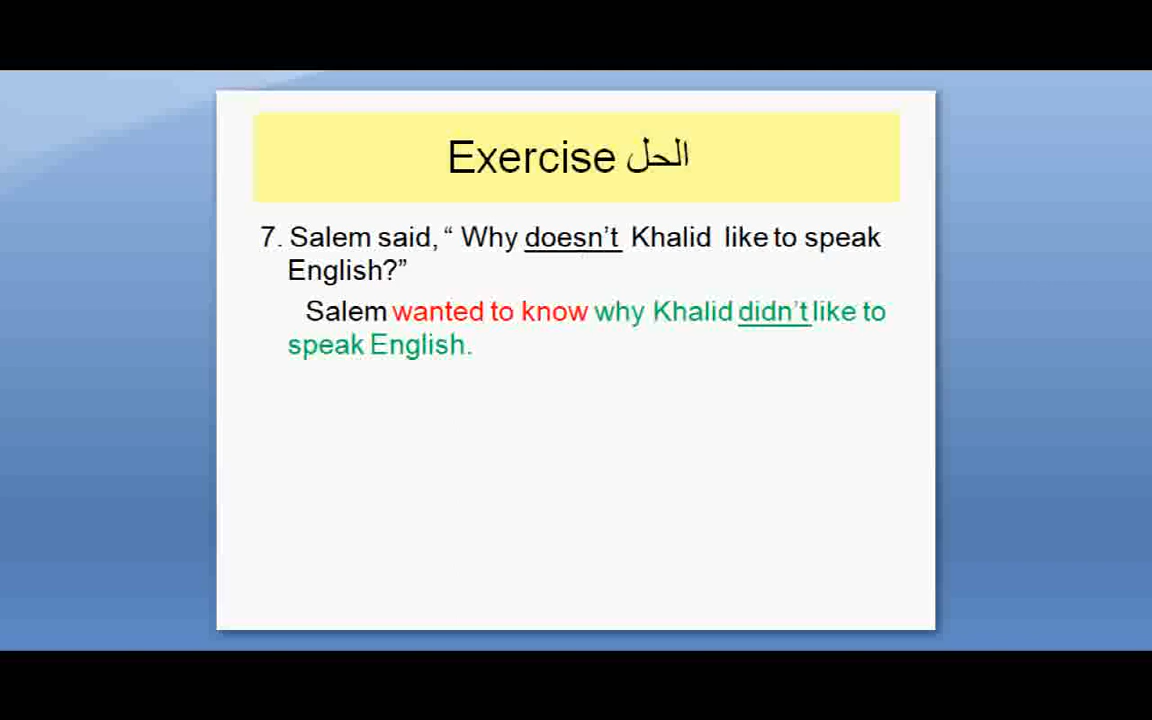 Exercise الحل
7. Salem said, “ Why doesn’t Khalid like to speak
English?”
Salem wanted to know why Khalid didn’t like to
speak English.